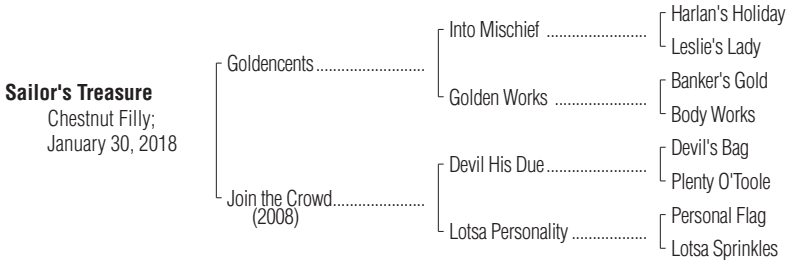 Harlan's Holiday
Into Mischief ........................
Leslie's Lady
Goldencents..........................
Banker's Gold
Golden Works ......................
Body Works
Sailor's Treasure
Chestnut Filly;
January 30, 2018
Devil's Bag
Devil His Due........................
Plenty O'Toole
Join the Crowd......................
(2008)
Personal Flag
Lotsa Personality ..................
Lotsa Sprinkles